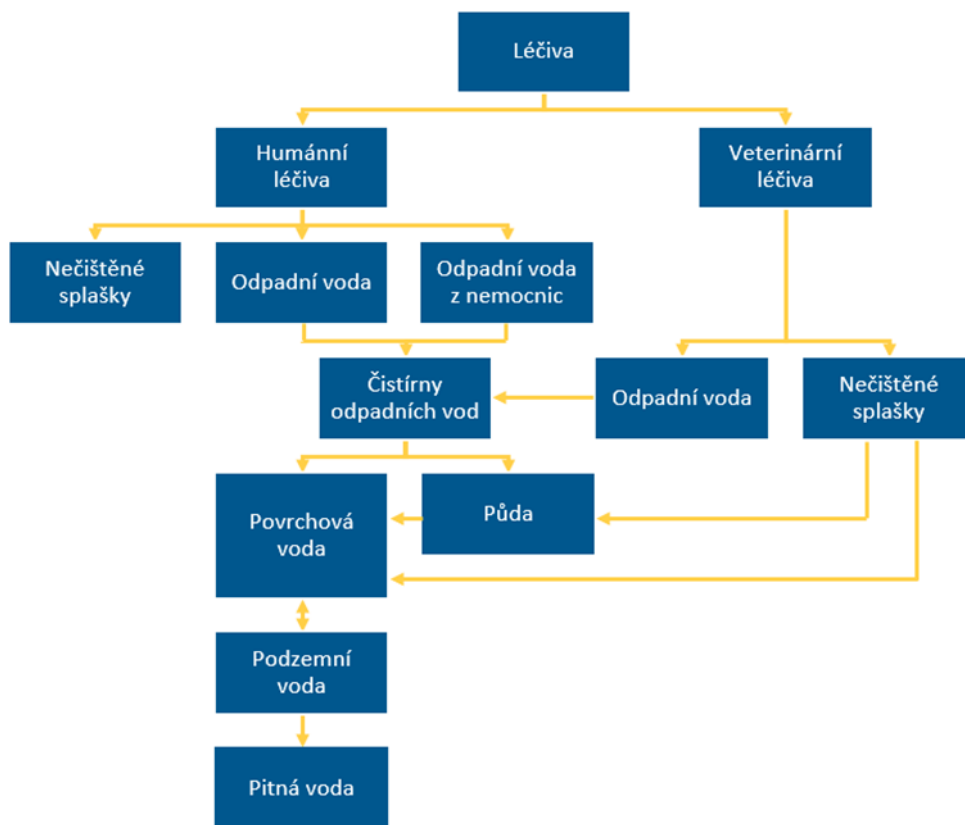 Léčiva
Humánní
léčiva
Veterinární
léčiva
Nečištěné
splašky
Odpadní voda
Odpadní voda
z nemocnic
Čistírny
odpadních vod
Odpadní voda
Nečištěné
splašky
Povrchová
voda
Půda
Podzemní
voda
Pitná voda